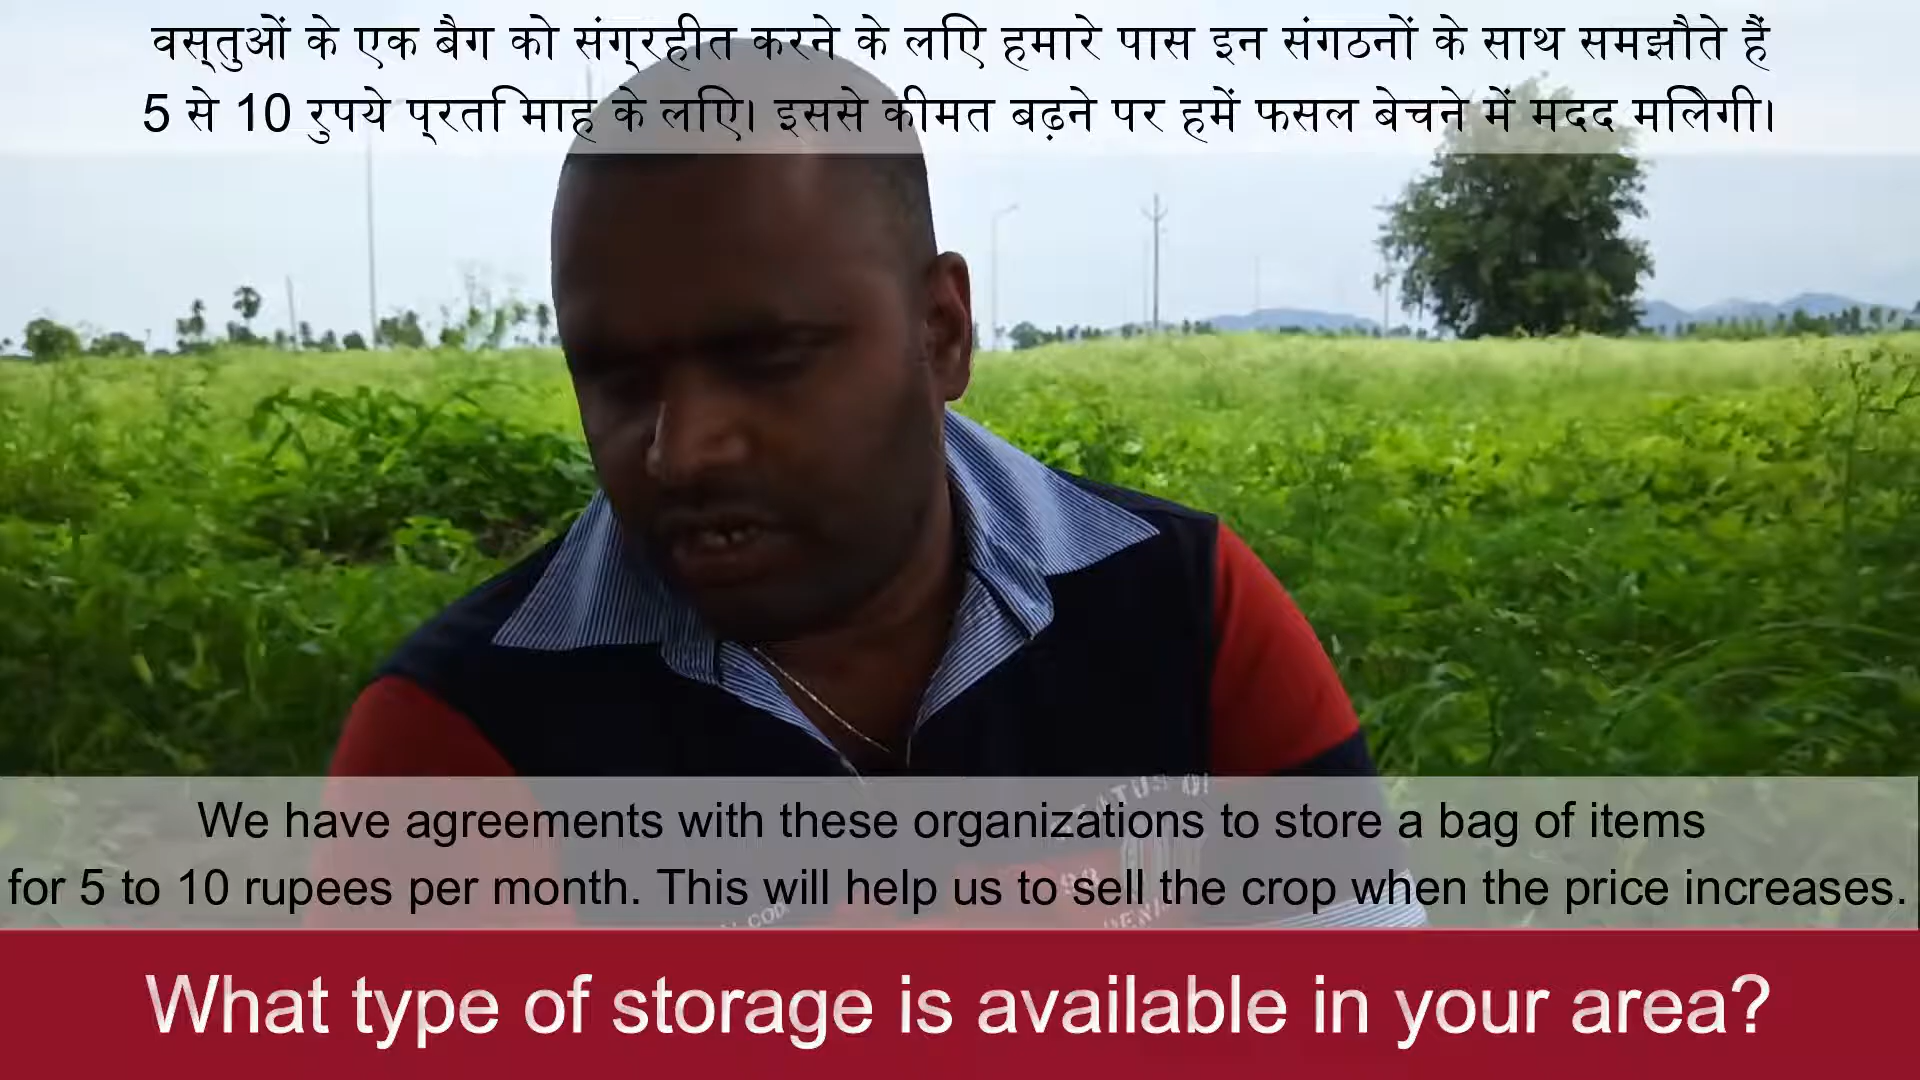 वस्तुओं के एक बैग को संग्रहीत करने के लिए हमारे पास इन संगठनों के साथ समझौते हैं
5 से 10 रुपये प्रति माह के लिए। इससे कीमत बढ़ने पर हमें फसल बेचने में मदद मिलेगी।
We have agreements with these organizations to store a bag of items
for 5 to 10 rupees per month. This will help us to sell the crop when the price increases.
What type of storage is available in your area?